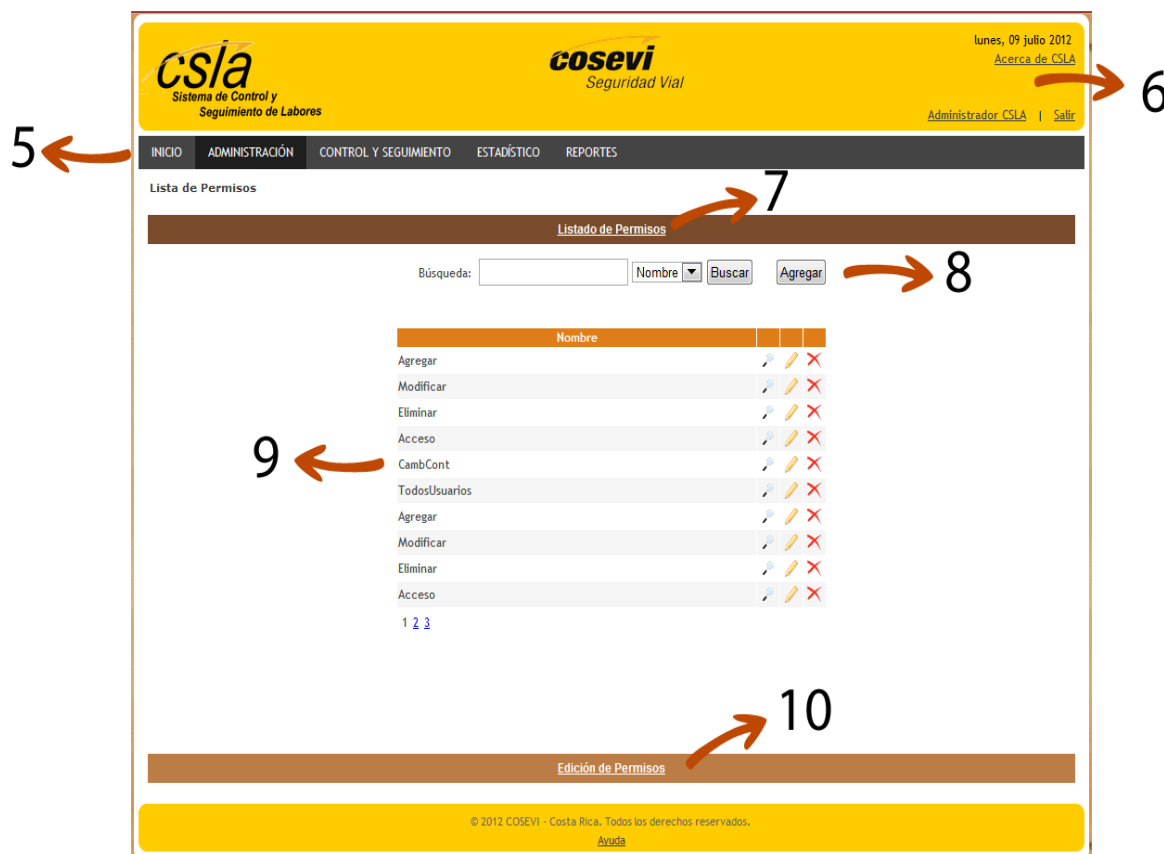 lunes, 09 julio 2012
Acerca de CSLA
csla
Sistema de Control y
Seguimiento de Labores
cosevi
Seguridad Vial
6
Administrador CSLA | Salir
5
INICIO ADMINISTRACIÓN CONTROL Y SEGUIMIENTO ESTADÍSTICO REPORTES
Lista de Permisos
7
Listado de Permisos
Búsqueda: Nombre Buscar Agregar
8
Nombre
Agregar
Modificar
Eliminar
Acceso
9
CambCont
TodosUsuarios
Agregar
Modificar
Eliminar
Acceso
1 2 3
10
Edición de Permisos
© 2012 COSEVI - Costa Rica. Todos los derechos reservados.
Ayuda